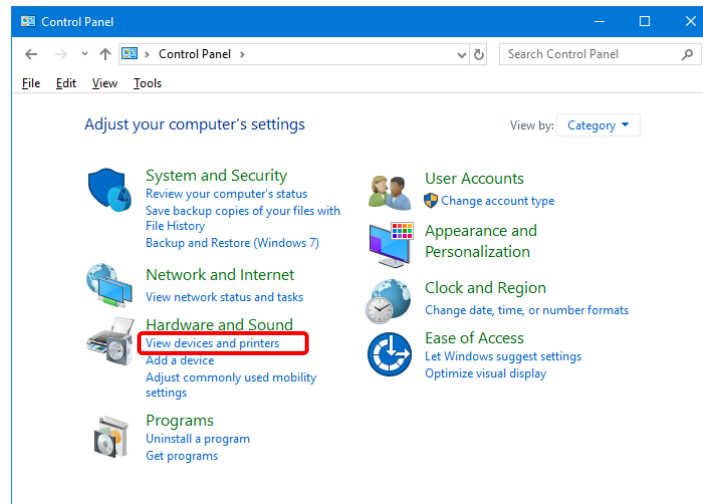 Control Panel
Control Panel
Search Control Panel
File Edit View Tools
Adjust your computer's settings
View by: Category
System and Security
Review your computer's status
Save backup copies of your files with
File History
Backup and Restore (Windows 7)
Network and Internet
View network status and tasks
Hardware and Sound
View devices and printers
Add a device
Adjust commonly used mobility
settings
Programs
Uninstall a program
Get programs
User Accounts
Change account type
Appearance and
Personalization
Clock and Region
Change date, time, or number formats
Ease of Access
Let Windows suggest settings
Optimize visual display